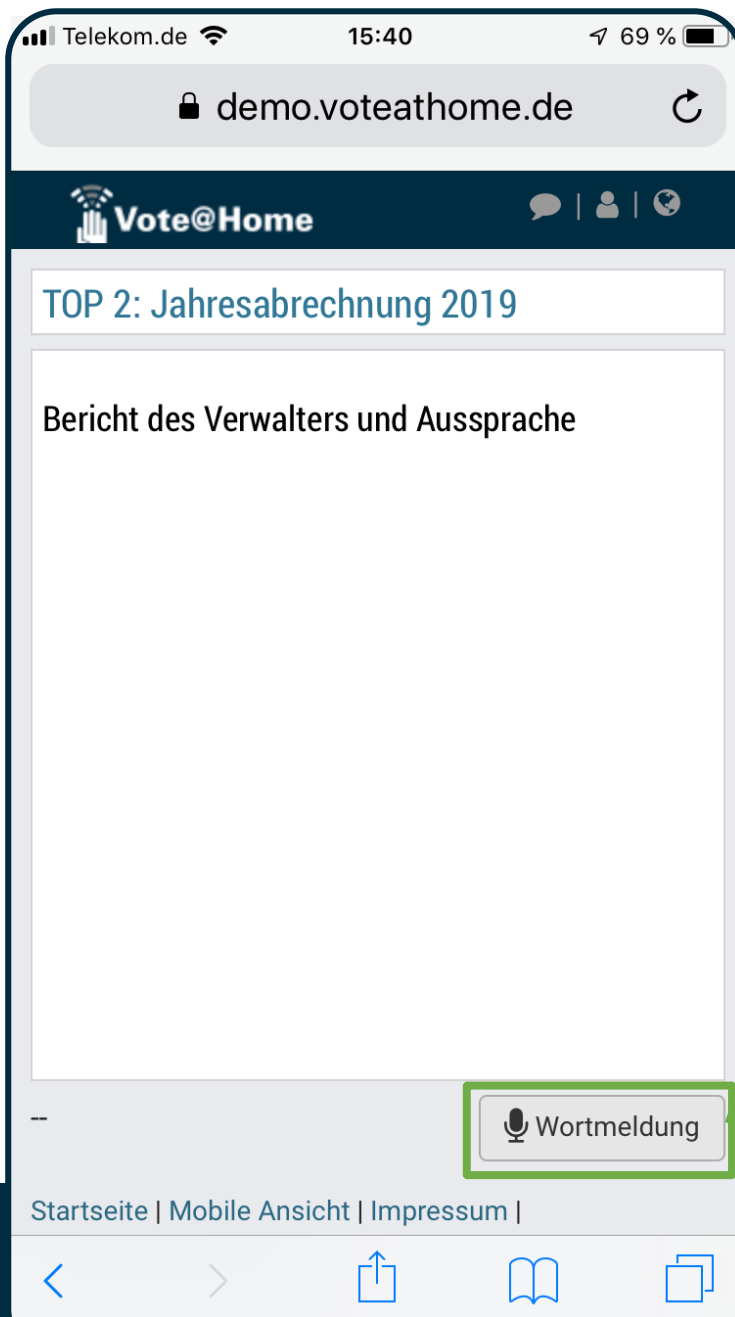 Telekom.de 15:40 69 %
demo.voteathome.de
Vote@Home | |
TOP 2: Jahresabrechnung 2019
Bericht des Verwalters und Aussprache
--
Wortmeldung
Startseite | Mobile Ansicht | Impressum |